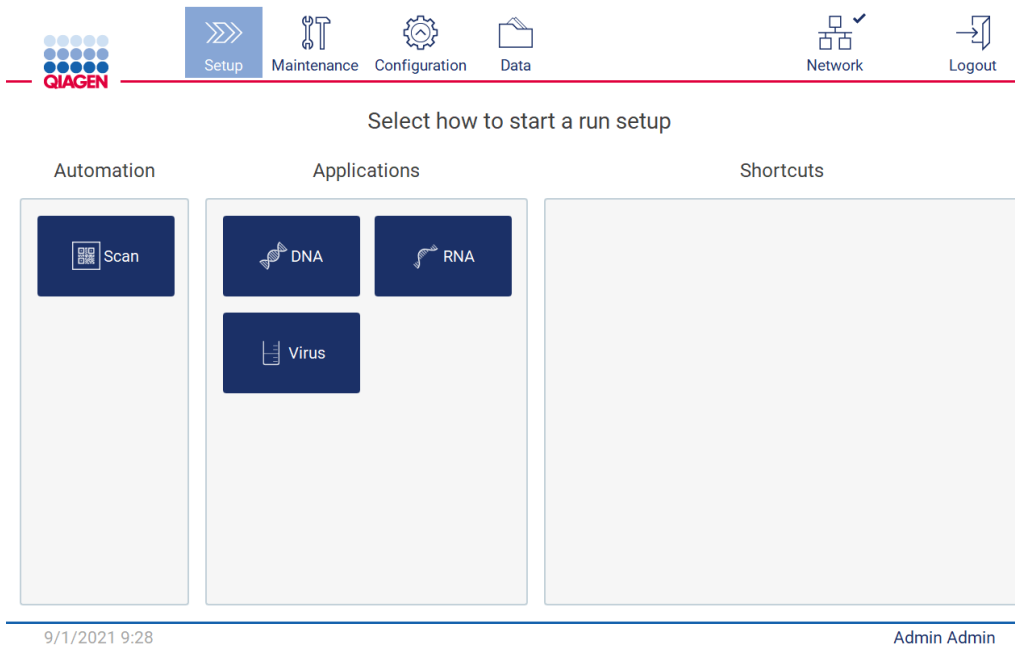 QIAGEN
Setup Maintenance Configuration Data Network Logout
Select how to start a run setup
Automation Applications Shortcuts
Scan DNA RNA
Virus
9/1/2021 9:28 Admin Admin